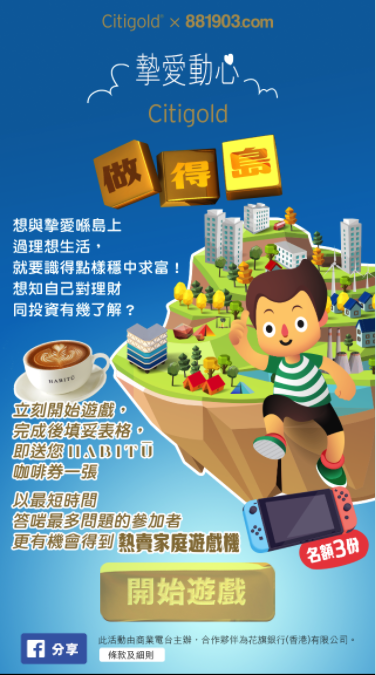 Citigold® × 881903.com
摯愛動心
Citigold
做得島
想與摯愛喺島上
過理想生活，
就要識得點樣穩中求富！
想知自己對理財
同投資有幾了解？
HABITŪ
立刻開始遊戲，
完成後填妥表格，
即送您HABITŪ
咖啡券一張
以最短時間
答啱最多問題的參加者
更有機會得到 熱賣家庭遊戲機
名額3份
開始遊戲
分享
此活動由商業電台主辦，合作夥伴為花旗銀行(香港)有限公司。
條款及細則